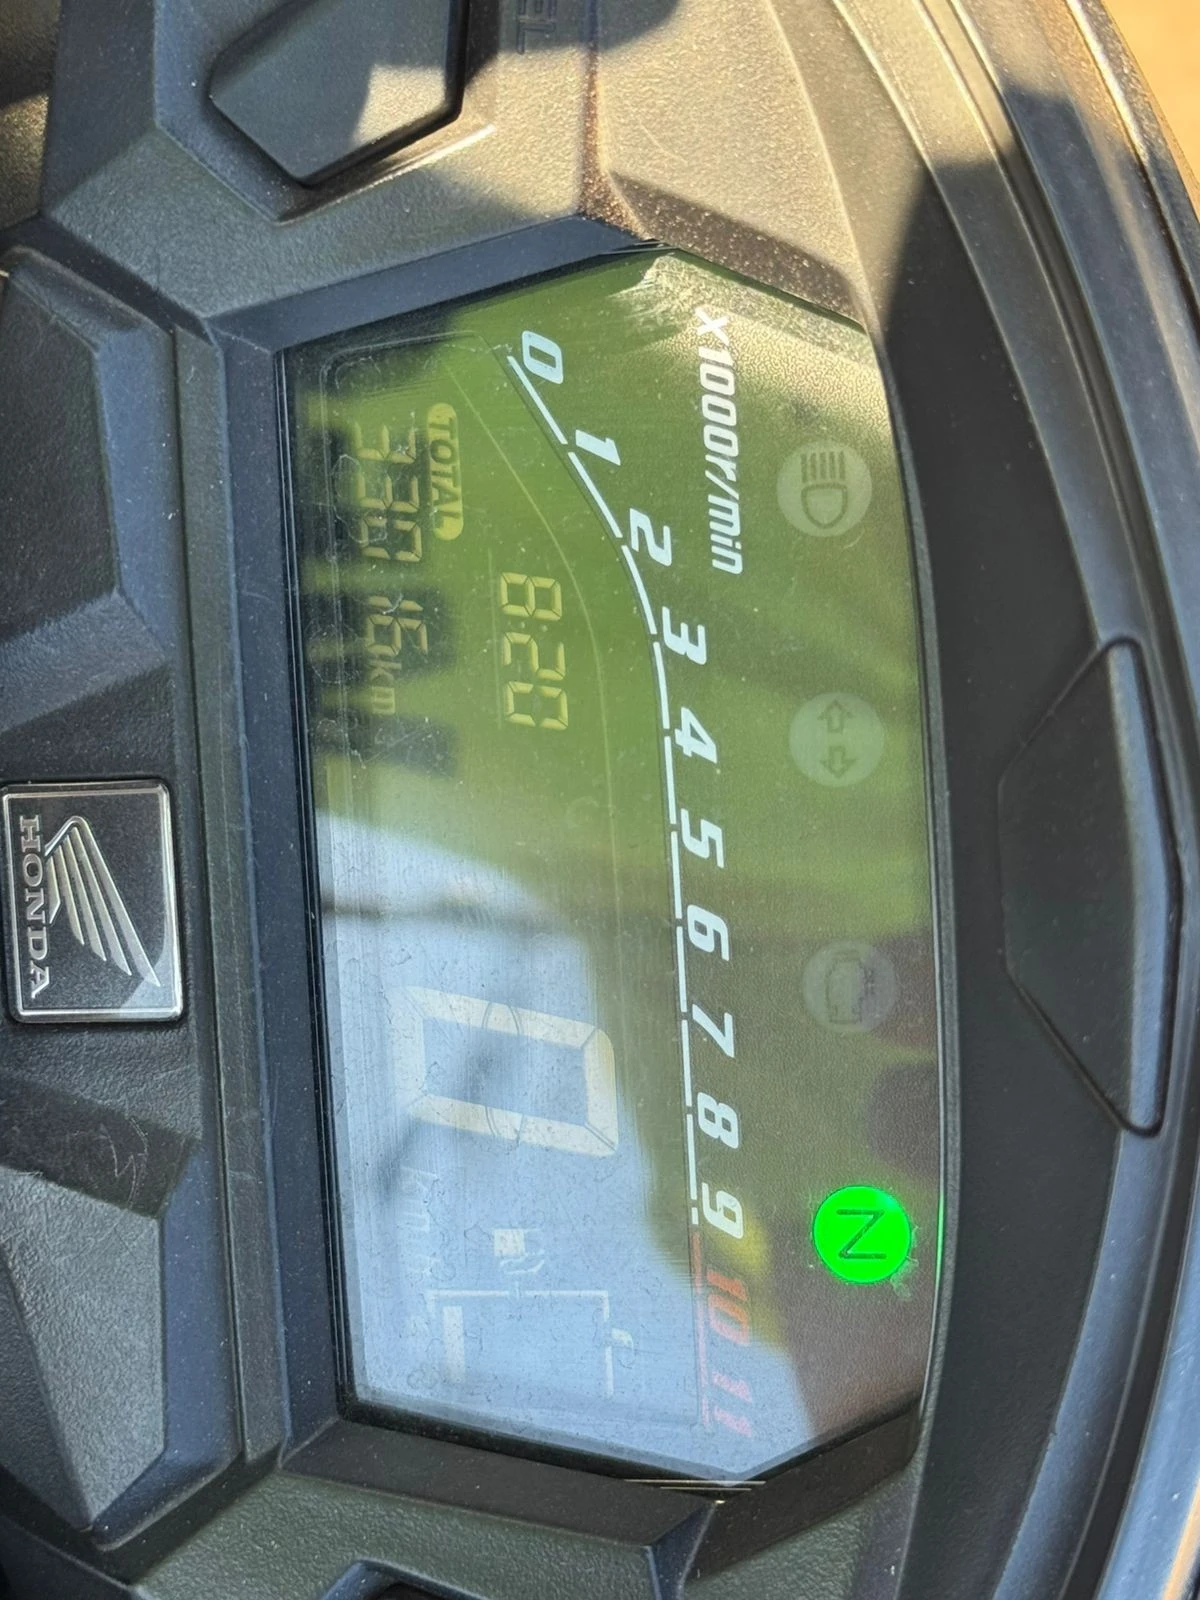 x1000r/min
N
0 1 2 3 4 5 6 7 8 9 10 11
8:20
0 km/h
TOTAL
33016km
HONDA